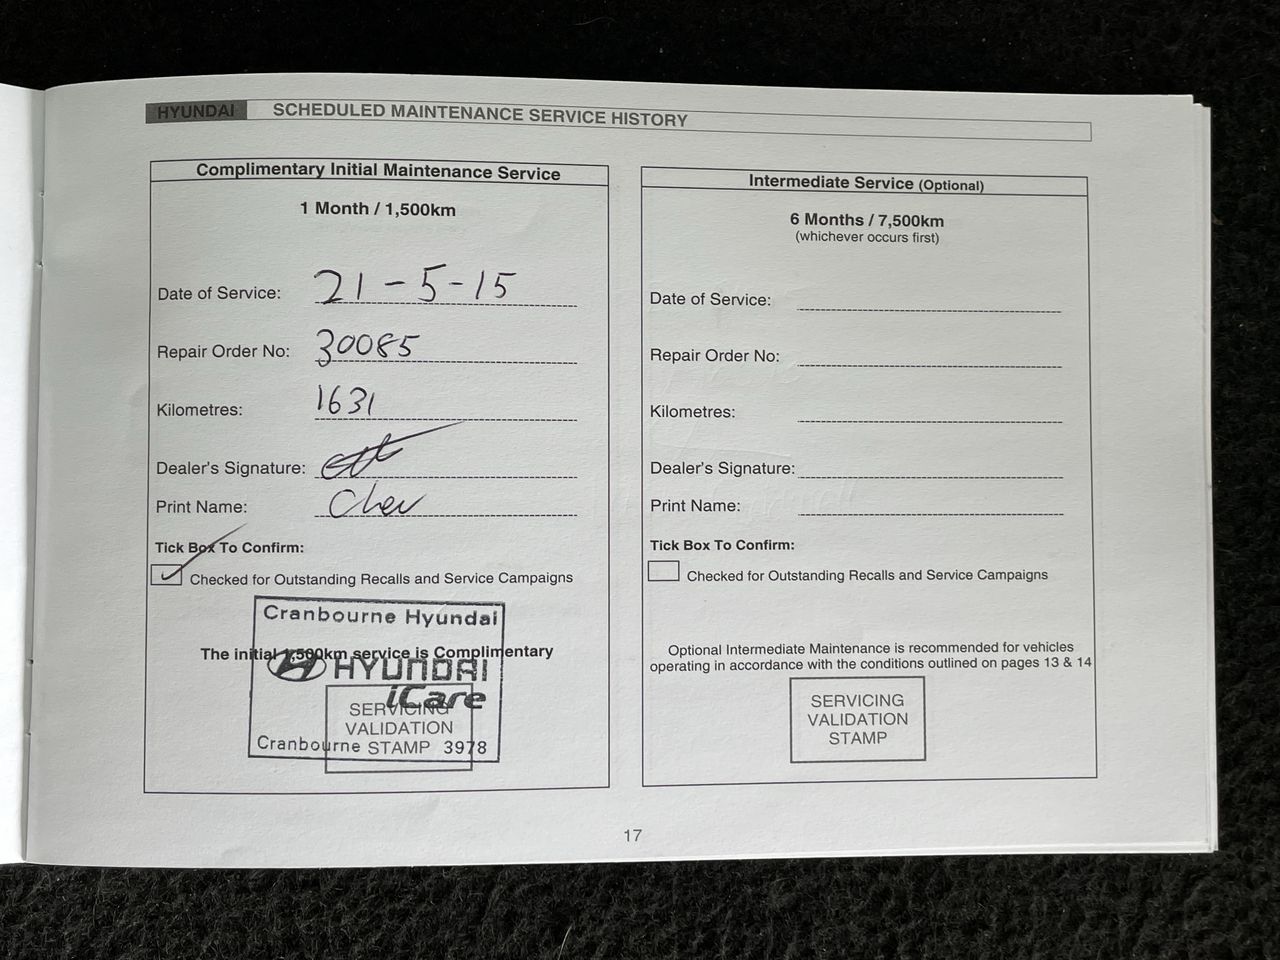 HYUNDAI SCHEDULED MAINTENANCE SERVICE HISTORY
Complimentary Initial Maintenance Service
1 Month / 1,500km
Date of Service: 21-5-15
Repair Order No: 30085
Kilometres: 1631
Dealer's Signature:
Print Name:
Tick Box To Confirm:
Checked for Outstanding Recalls and Service Campaigns
Cranbourne Hyundai
The initial 1,500km service is Complimentary
HYUNDAI
iCare
SERVICING
VALIDATION
STAMP
Cranbourne 3978
Intermediate Service (Optional)
6 Months / 7,500km
(whichever occurs first)
Date of Service:
Repair Order No:
Kilometres:
Dealer's Signature:
Print Name:
Tick Box To Confirm:
Checked for Outstanding Recalls and Service Campaigns
Optional Intermediate Maintenance is recommended for vehicles
operating in accordance with the conditions outlined on pages 13 & 14
SERVICING
VALIDATION
STAMP
17